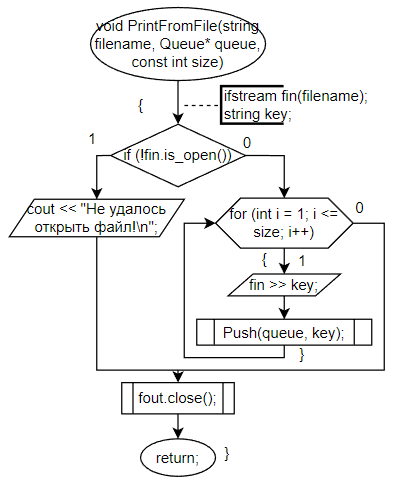 void PrintFromFile(string
filename, Queue* queue,
const int size)
{
ifstream fin(filename);
string key;
1
if (!fin.is_open())
0
cout << "Не удалось
открыть файл!\n";
for (int i = 1; i <=
size; i++)
0
{
1
fin >> key;
Push(queue, key);
}
fout.close();
return;
}